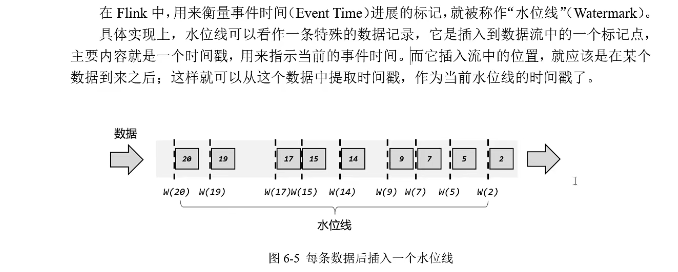 在 Flink 中，用来衡量事件时间（Event Time）进展的标记，就被称作“水位线”（Watermark）。
具体实现上，水位线可以看作一条特殊的数据记录，它是插入到数据流中的一个标记点，
主要内容就是一个时间戳，用来指示当前的事件时间。而它插入流中的位置，就应该是在某个
数据到来之后；这样就可以从这个数据中提取时间戳，作为当前水位线的时间戳了。
数据
20 19 17 15 14 9 7 5 2
W(20) W(19) W(17)W(15) W(14) W(9) W(7) W(5) W(2)
水位线
图 6-5 每条数据后插入一个水位线